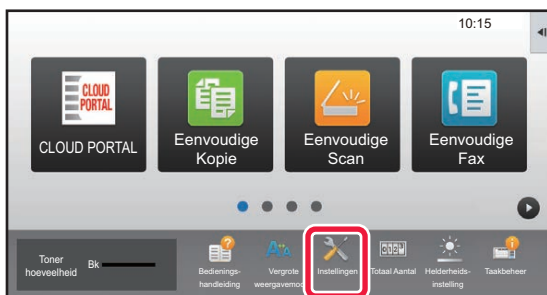 10:15
CLOUD
PORTAL
CLOUD PORTAL
Eenvoudige
Kopie
Eenvoudige
Scan
Eenvoudige
Fax
Toner
hoeveelheid
Bk
Bedienings-
handleiding
Vergrote
weergavemod
Instellingen
Totaal Aantal
Helderheids-
instelling
Taakbeheer